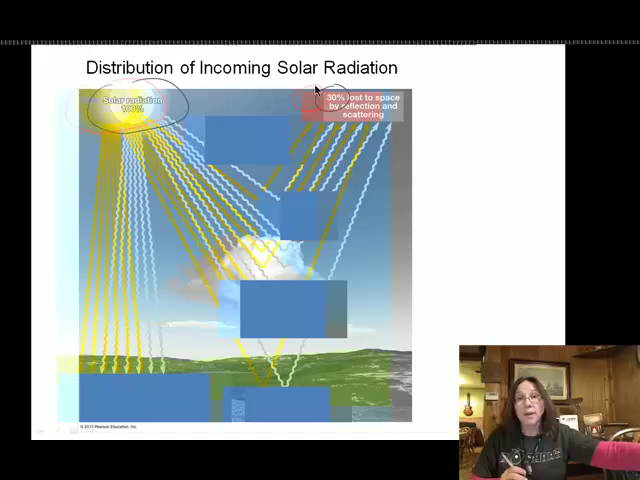 Distribution of Incoming Solar Radiation
Solar radiation
100%
30% lost to space
by reflection and
scattering
© 2013 Pearson Education, Inc.